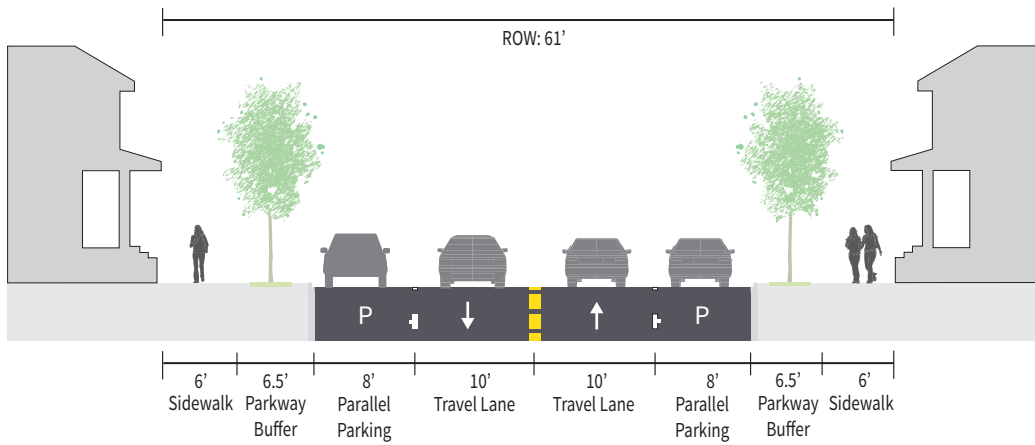 ROW: 61’
P
P
6’
Sidewalk
6.5’
Parkway
Buffer
8’
Parallel
Parking
10’
Travel Lane
10’
Travel Lane
8’
Parallel
Parking
6.5’
Parkway
Buffer
6’
Sidewalk